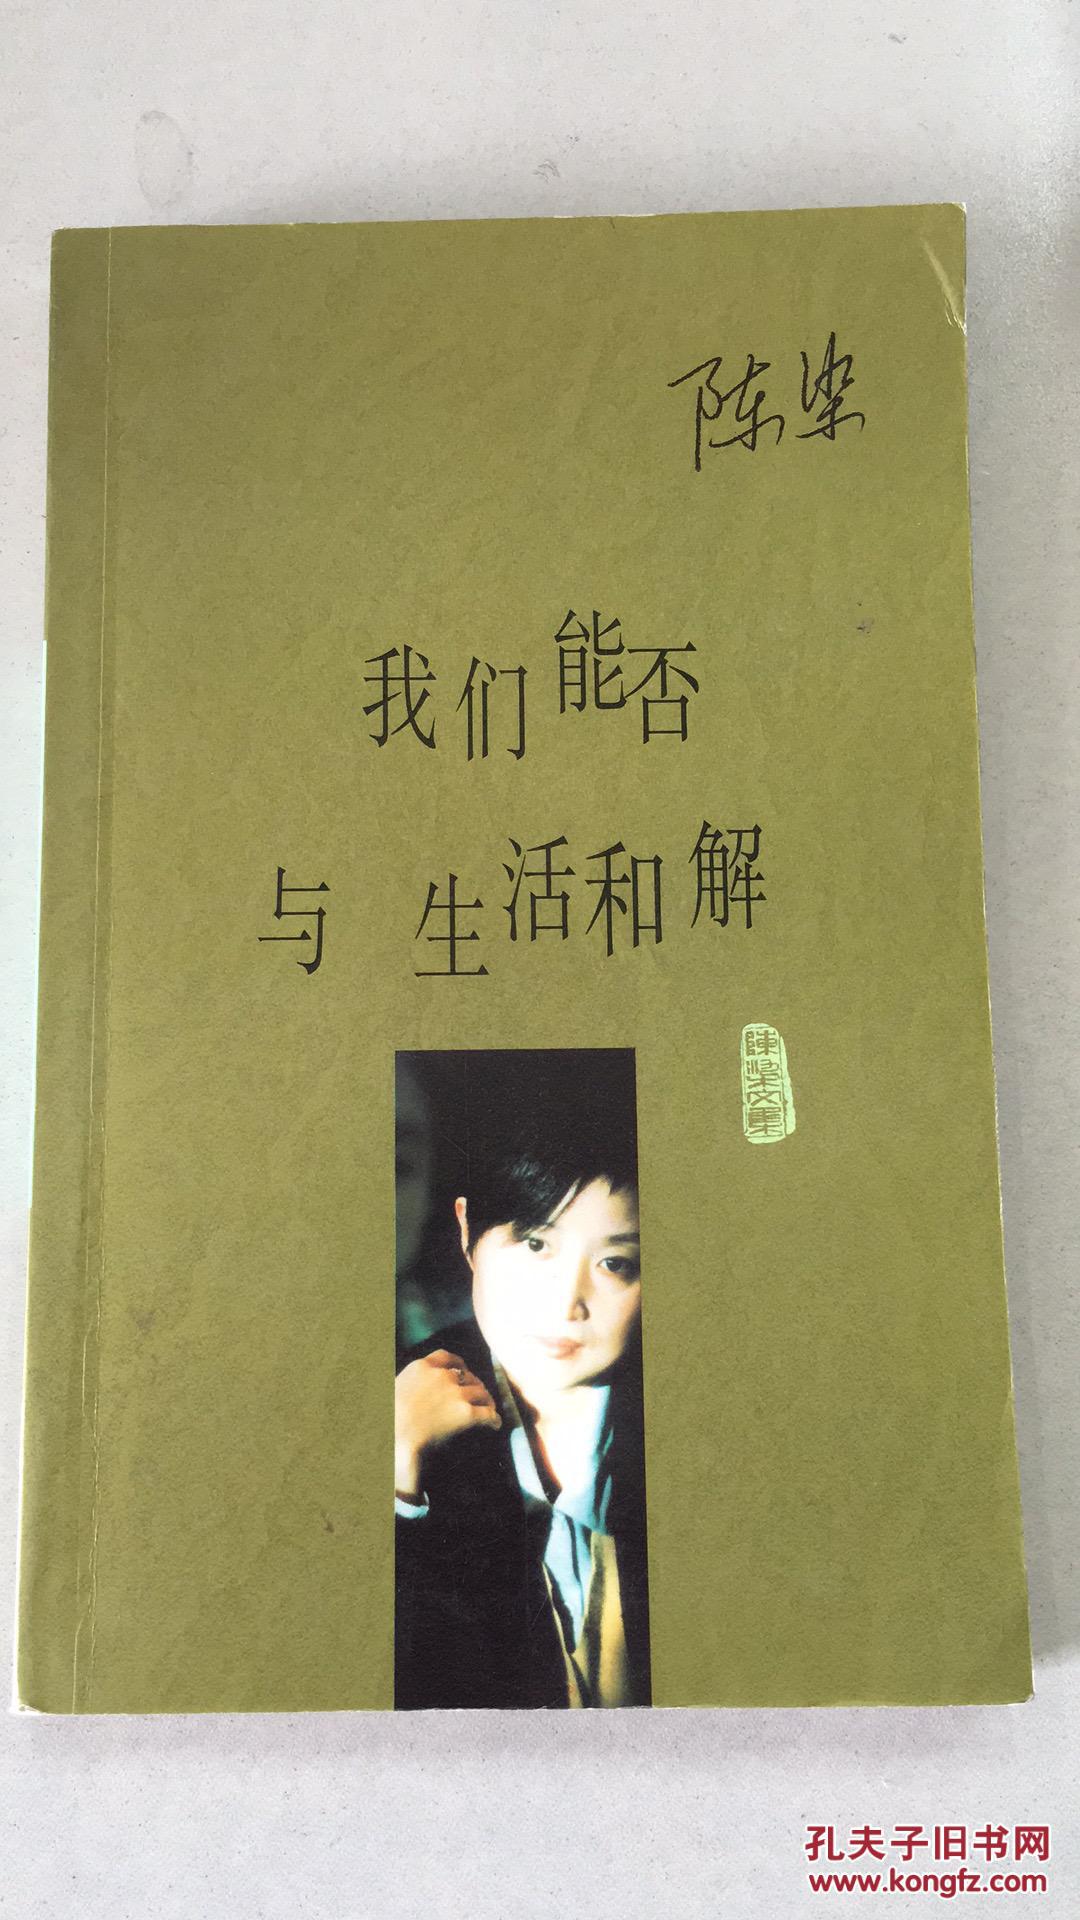 陈染
我们能否
与 生活和解
陳染文集
孔夫子旧书网
www.kongfz.com